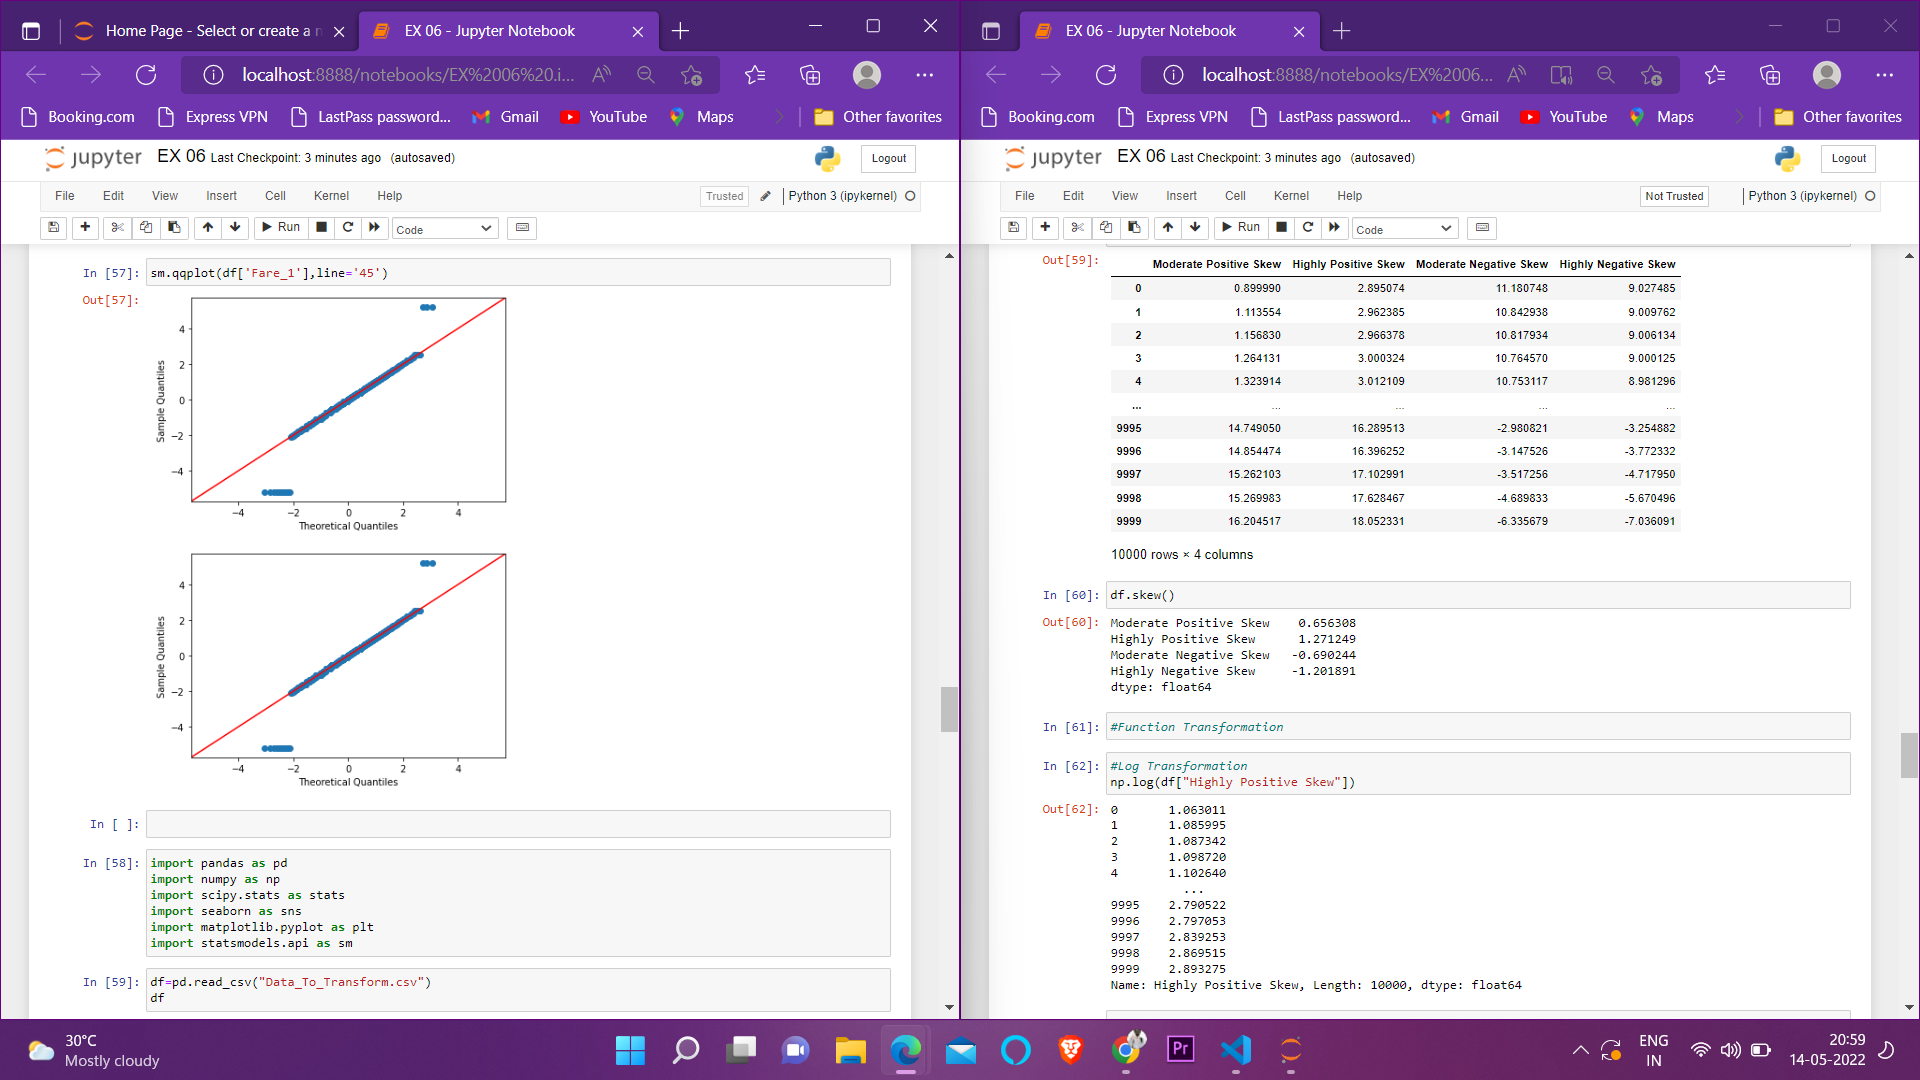 Home Page - Select or create a n
EX 06 - Jupyter Notebook
localhost:8888/notebooks/EX%2006%20.i...
Booking.com
Express VPN
LastPass password...
Gmail
YouTube
Maps
Other favorites
jupyter EX 06 Last Checkpoint: 3 minutes ago (autosaved)
Logout
File Edit View Insert Cell Kernel Help
Trusted
Python 3 (ipykernel)
Run
Code
In [57]: sm.qqplot(df['Fare_1'],line='45')
Out[57]:
4
2
0
−2
−4
Sample Quantiles
−4 −2 0 2 4
Theoretical Quantiles
4
2
0
−2
−4
Sample Quantiles
−4 −2 0 2 4
Theoretical Quantiles
In [ ]:
In [58]: import pandas as pd
import numpy as np
import scipy.stats as stats
import seaborn as sns
import matplotlib.pyplot as plt
import statsmodels.api as sm
In [59]: df=pd.read_csv("Data_To_Transform.csv")
df
EX 06 - Jupyter Notebook
localhost:8888/notebooks/EX%2006...
Booking.com
Express VPN
LastPass password...
Gmail
YouTube
Maps
Other favorites
jupyter EX 06 Last Checkpoint: 3 minutes ago (autosaved)
Logout
File Edit View Insert Cell Kernel Help
Not Trusted
Python 3 (ipykernel)
Run
Code
Out[59]:
Moderate Positive Skew Highly Positive Skew Moderate Negative Skew Highly Negative Skew
0 0.899990 2.895074 11.180748 9.027485
1 1.113554 2.962385 10.842938 9.009762
2 1.156830 2.966378 10.817934 9.006134
3 1.264131 3.000324 10.764570 9.000125
4 1.323914 3.012109 10.753117 8.981296
... ... ... ... ...
9995 14.749050 16.289513 -2.980821 -3.254882
9996 14.854474 16.396252 -3.147526 -3.772332
9997 15.262103 17.102991 -3.517256 -4.717950
9998 15.269983 17.628467 -4.689833 -5.670496
9999 16.204517 18.052331 -6.335679 -7.036091
10000 rows × 4 columns
In [60]: df.skew()
Out[60]: Moderate Positive Skew 0.656308
Highly Positive Skew 1.271249
Moderate Negative Skew -0.690244
Highly Negative Skew -1.201891
dtype: float64
In [61]: #Function Transformation
In [62]: #Log Transformation
np.log(df["Highly Positive Skew"])
Out[62]: 0 1.063011
1 1.085995
2 1.087342
3 1.098720
4 1.102640
...
9995 2.790522
9996 2.797053
9997 2.839253
9998 2.869515
9999 2.893275
Name: Highly Positive Skew, Length: 10000, dtype: float64
30°C
Mostly cloudy
Pr
ENG
IN
20:59
14-05-2022